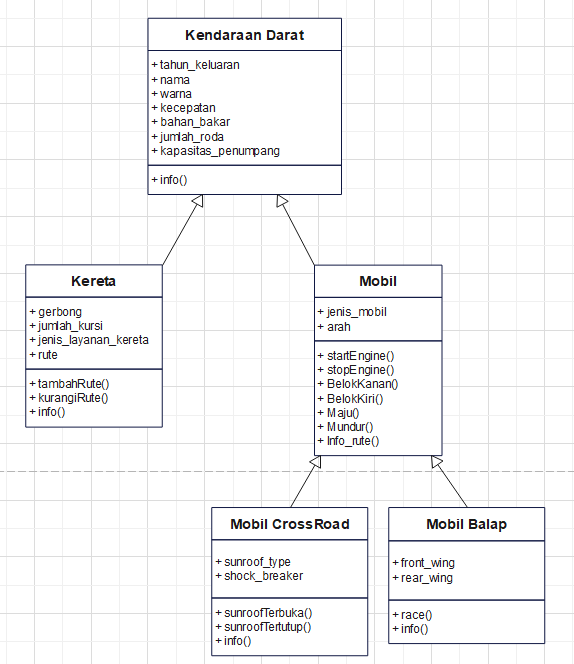 Kendaraan Darat
+ tahun_keluaran
+ nama
+ warna
+ kecepatan
+ bahan_bakar
+ jumlah_roda
+ kapasitas_penumpang
+ info()
Kereta
+ gerbong
+ jumlah_kursi
+ jenis_layanan_kereta
+ rute
+ tambahRute()
+ kurangiRute()
+ info()
Mobil
+ jenis_mobil
+ arah
+ startEngine()
+ stopEngine()
+ BelokKanan()
+ BelokKiri()
+ Maju()
+ Mundur()
+ Info_rute()
Mobil CrossRoad
+ sunroof_type
+ shock_breaker
+ sunroofTerbuka()
+ sunroofTertutup()
+ info()
Mobil Balap
+ front_wing
+ rear_wing
+ race()
+ info()